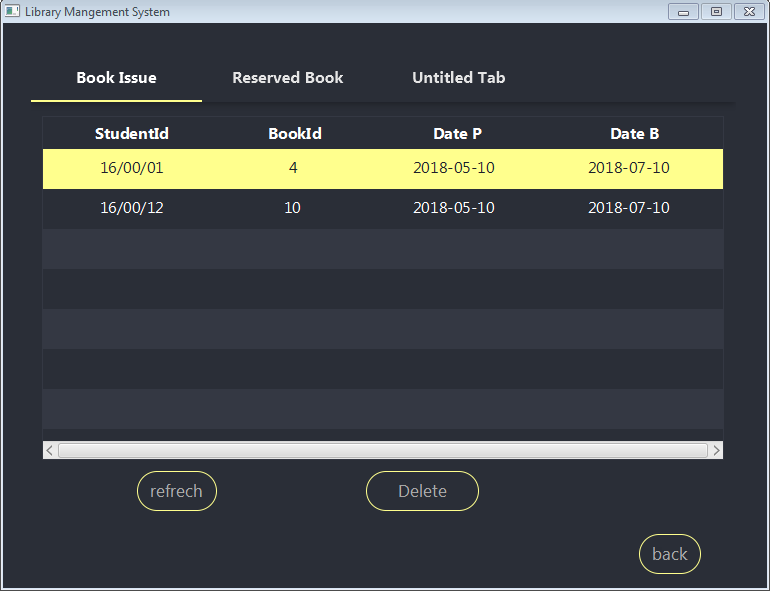 Library Mangement System
Book Issue Reserved Book Untitled Tab
StudentId BookId Date P Date B
16/00/01 4 2018-05-10 2018-07-10
16/00/12 10 2018-05-10 2018-07-10
refrech Delete
back